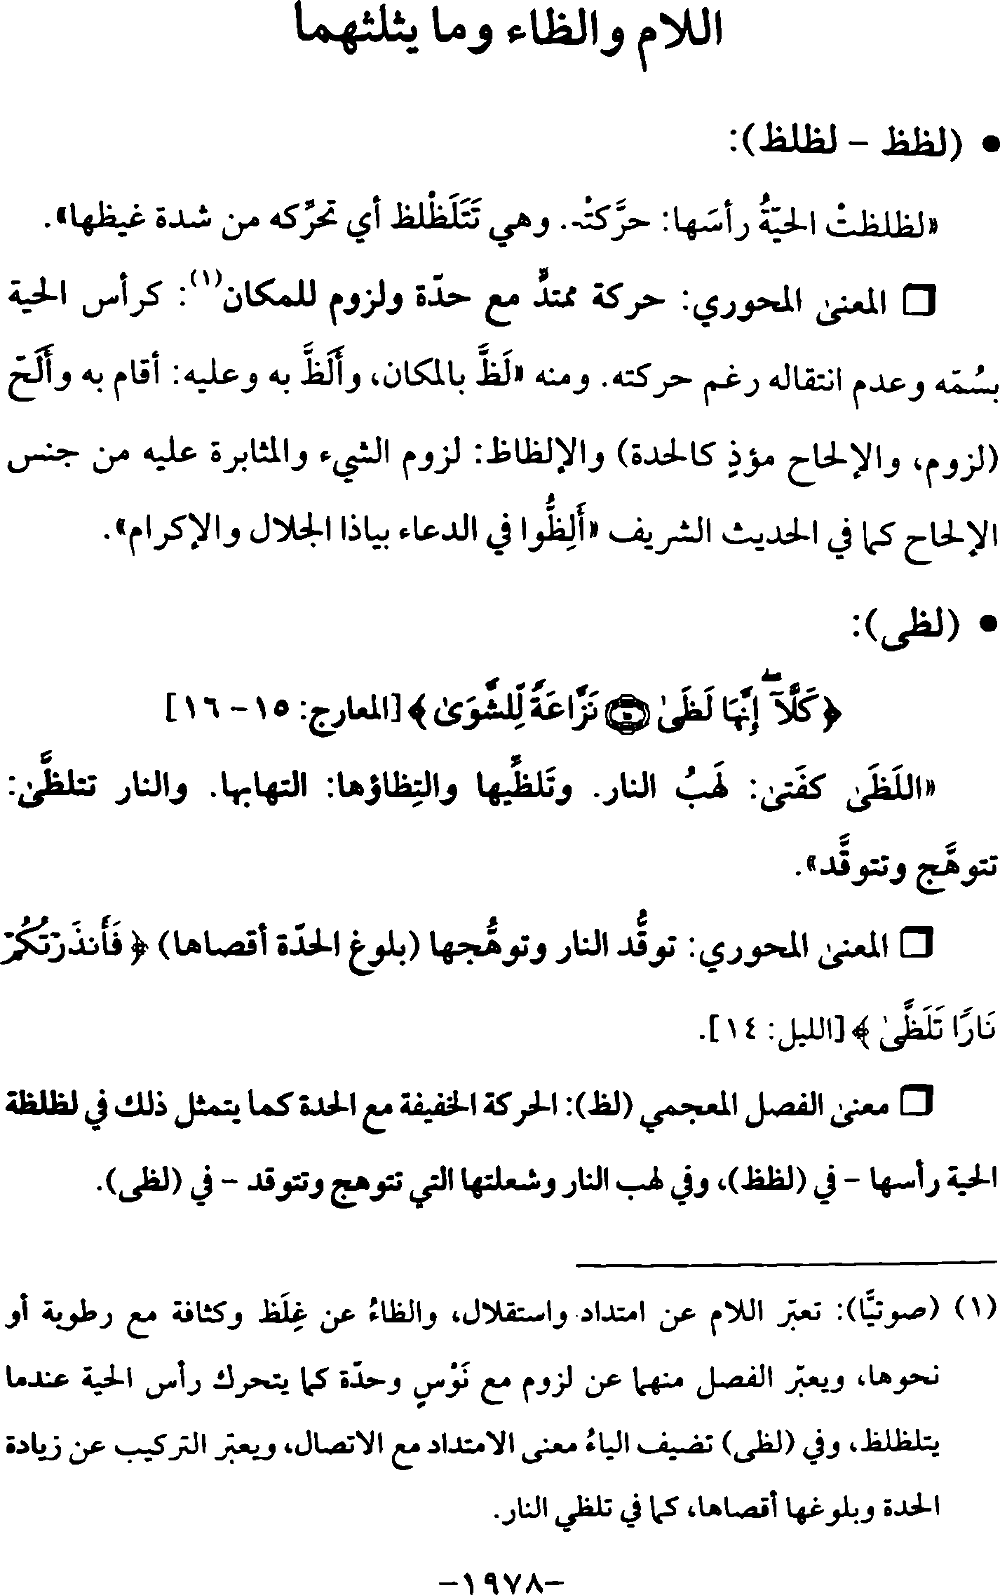 اللام والظاء وما يثلثهما
• (لظظ - لظلظ):
«لظلظتْ الحيّةُ رأسَها: حرَّكتْه. وهي تَتَلَظْلظ أي تحرِّكه من شدة غيظها».
❏ المعنى المحوري: حركة ممتدٍّ مع حدّة ولزوم للمكان(١): كرأس الحية
بسُمّه وعدم انتقاله رغم حركته. ومنه «لَظَّ بالمكان، وأَلَظَّ به وعليه: أقام به وأَلَحّ
(لزوم، والإلحاح مؤذٍ كالحدة) والإلظاظ: لزوم الشيء والمثابرة عليه من جنس
الإلحاح كما في الحديث الشريف «أَلِظُّوا في الدعاء بياذا الجلال والإكرام».
• (لظى):
﴿كَلَّآ ۖ إِنَّهَا لَظَىٰ ۝١٥ نَزَّاعَةً لِّلشَّوَىٰ﴾ [المعارج: ١٥ - ١٦]
«اللَظَى كفَتى: لَهبُ النار. وتَلظِّيها والتِظاؤها: التهابها. والنار تتلظَّى:
تتوهَّج وتتوقَّد».
❏ المعنى المحوري: توقُّد النار وتوهُّجها (بلوغ الحدّة أقصاها) ﴿فَأَنذَرْتُكُمْ
نَارًا تَلَظَّىٰ﴾ [الليل: ١٤].
❏ معنى الفصل المعجمي (لظ): الحركة الخفيفة مع الحدة كما يتمثل ذلك في لظلظة
الحية رأسها - في (لظظ)، وفي لهب النار وشعلتها التي تتوهج وتتوقد - في (لظى).
(١) (صوتيًّا): تعبّر اللام عن امتداد واستقلال، والظاءُ عن غِلَظ وكثافة مع رطوبة أو
نحوها، ويعبّر الفصل منهما عن لزوم مع نَوْسٍ وحدّة كما يتحرك رأس الحية عندما
يتلظلظ، وفي (لظى) تضيف الياءُ معنى الامتداد مع الاتصال، ويعبّر التركيب عن زيادة
الحدة وبلوغها أقصاها، كما في تلظي النار.
-١٩٧٨-